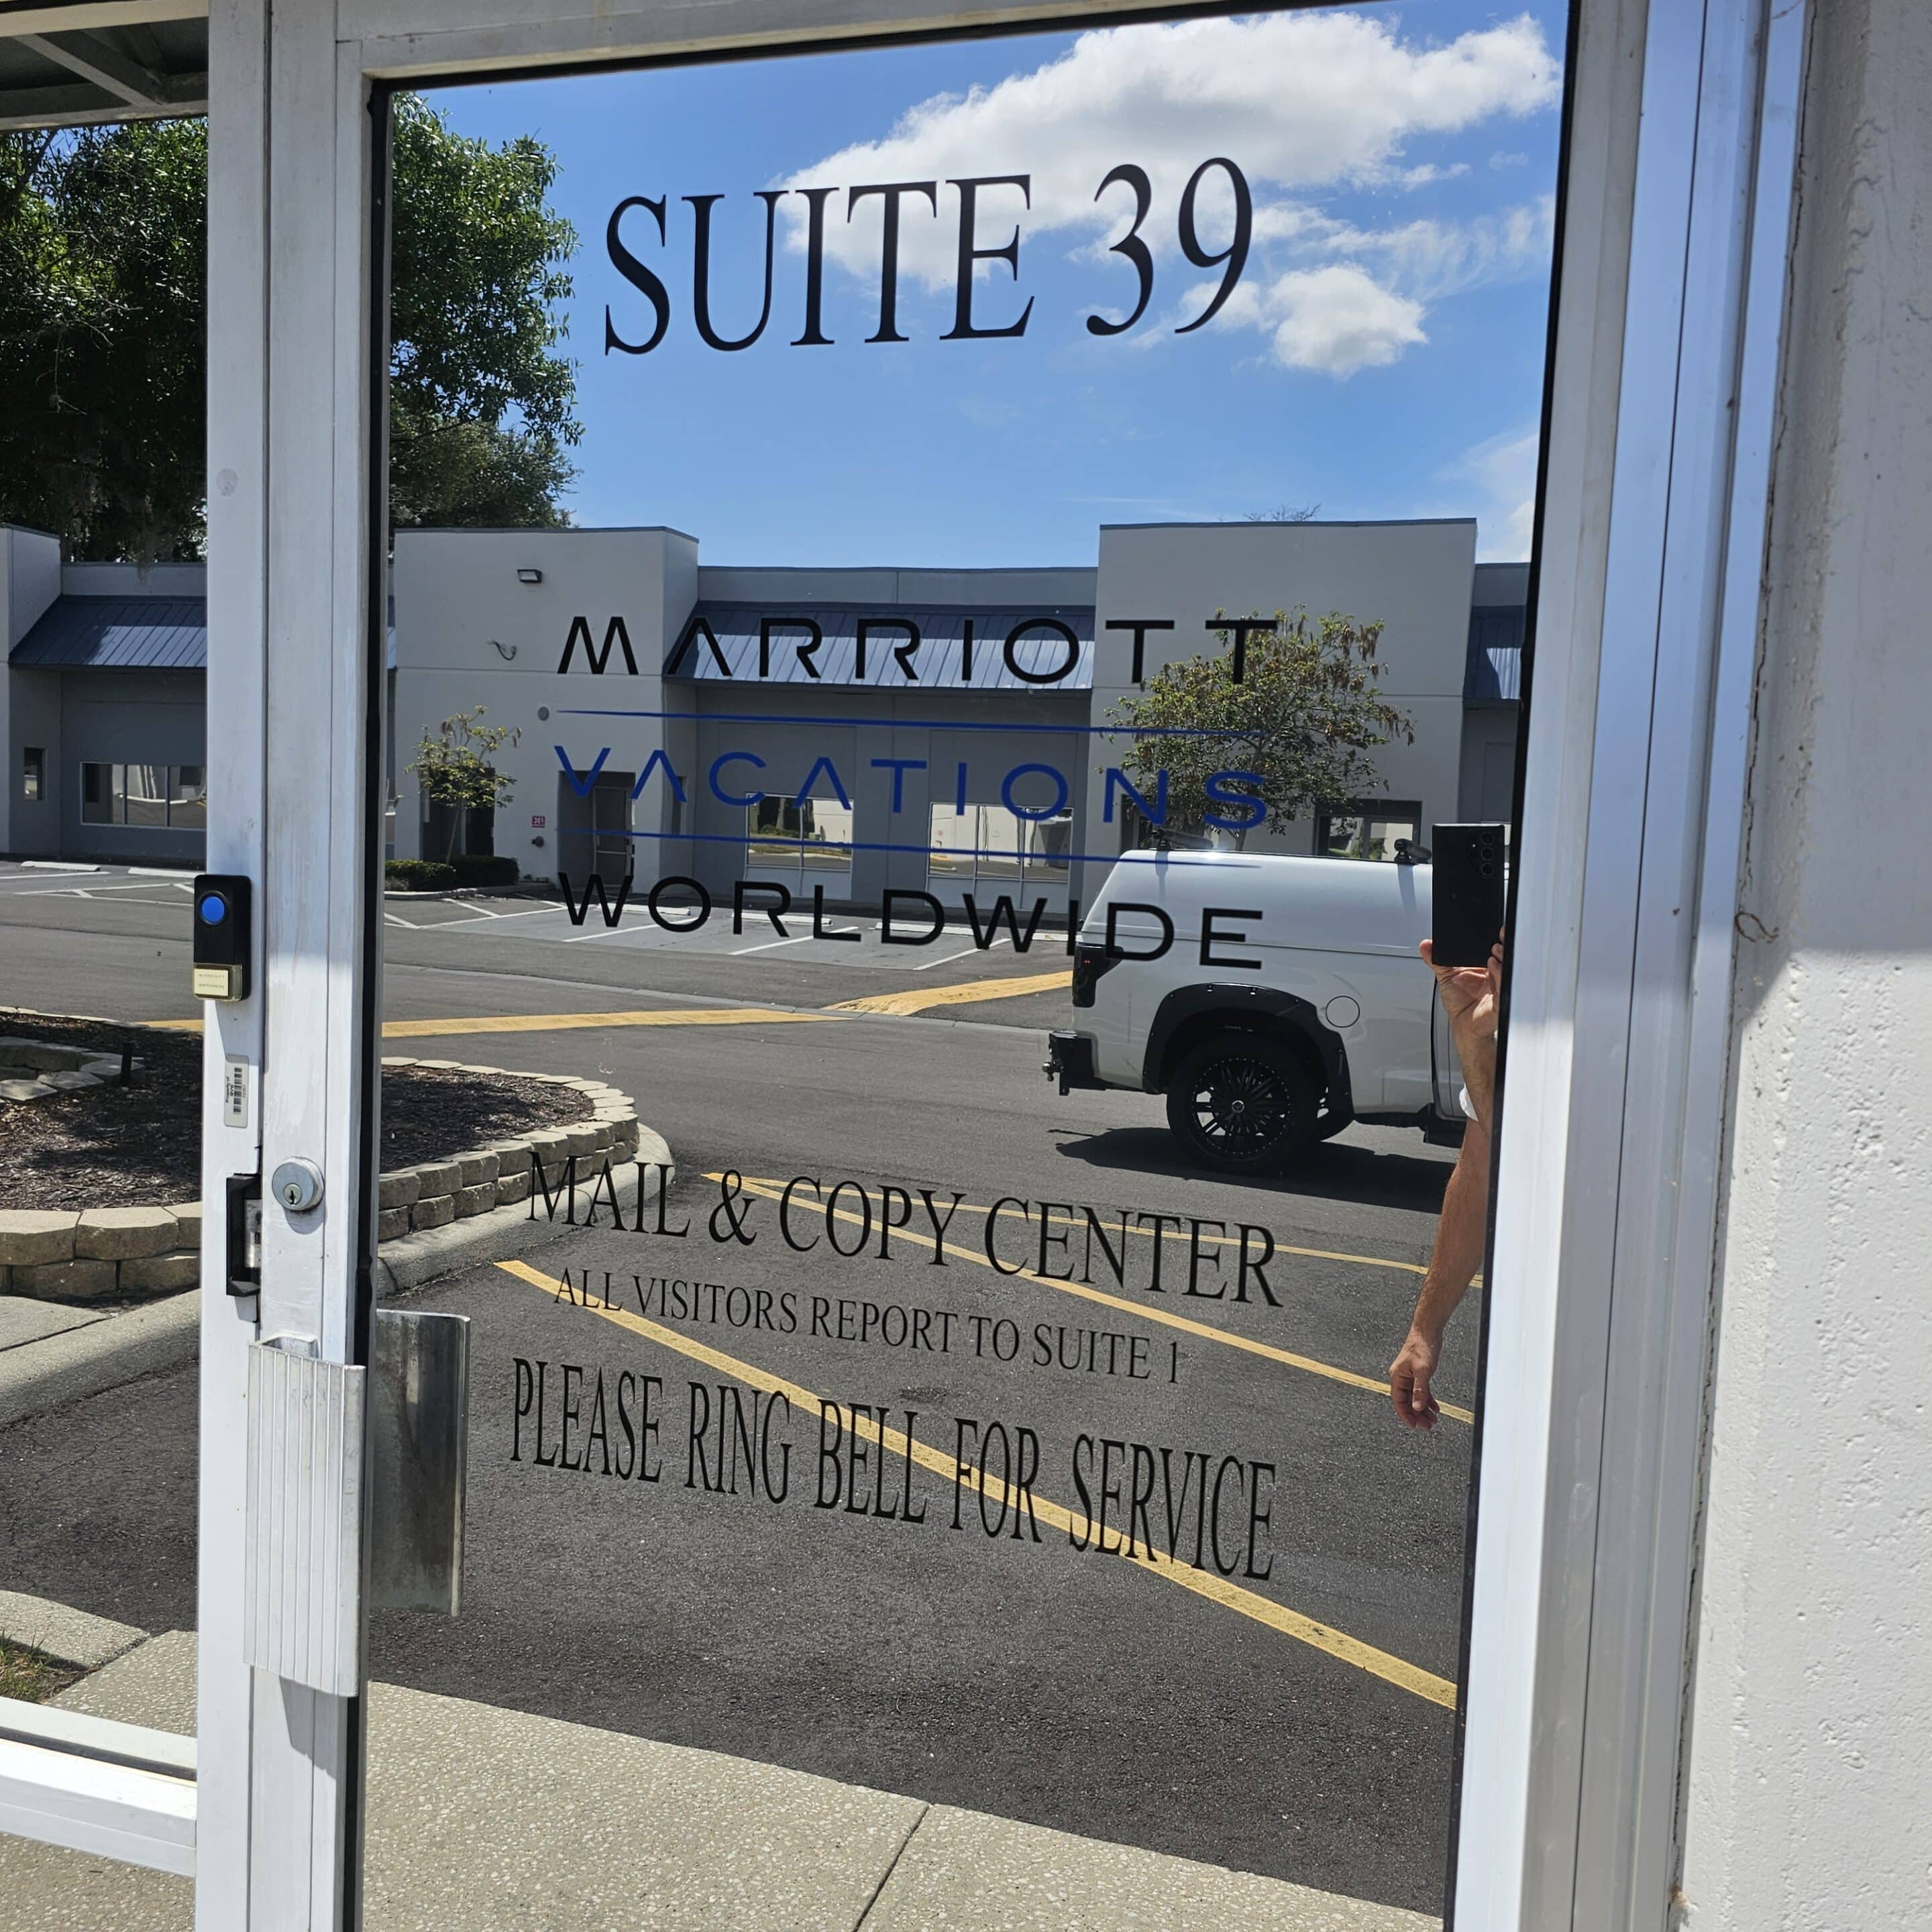 SUITE 39
MARRIOTT
VACATIONS
WORLDWIDE
MAIL & COPY CENTER
ALL VISITORS REPORT TO SUITE 1
PLEASE RING BELL FOR SERVICE